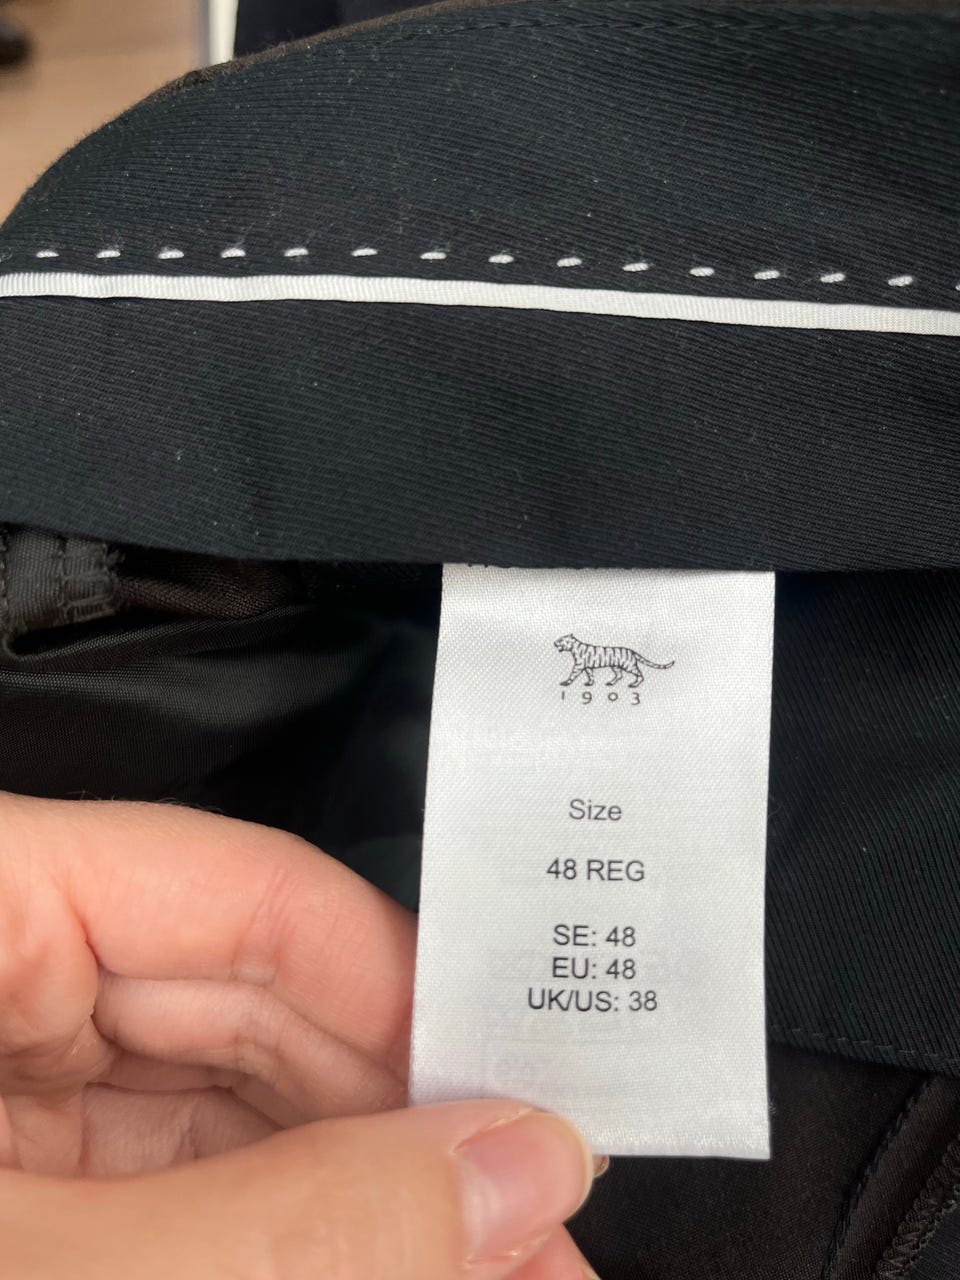 1903
Size
48 REG
SE: 48
EU: 48
UK/US: 38